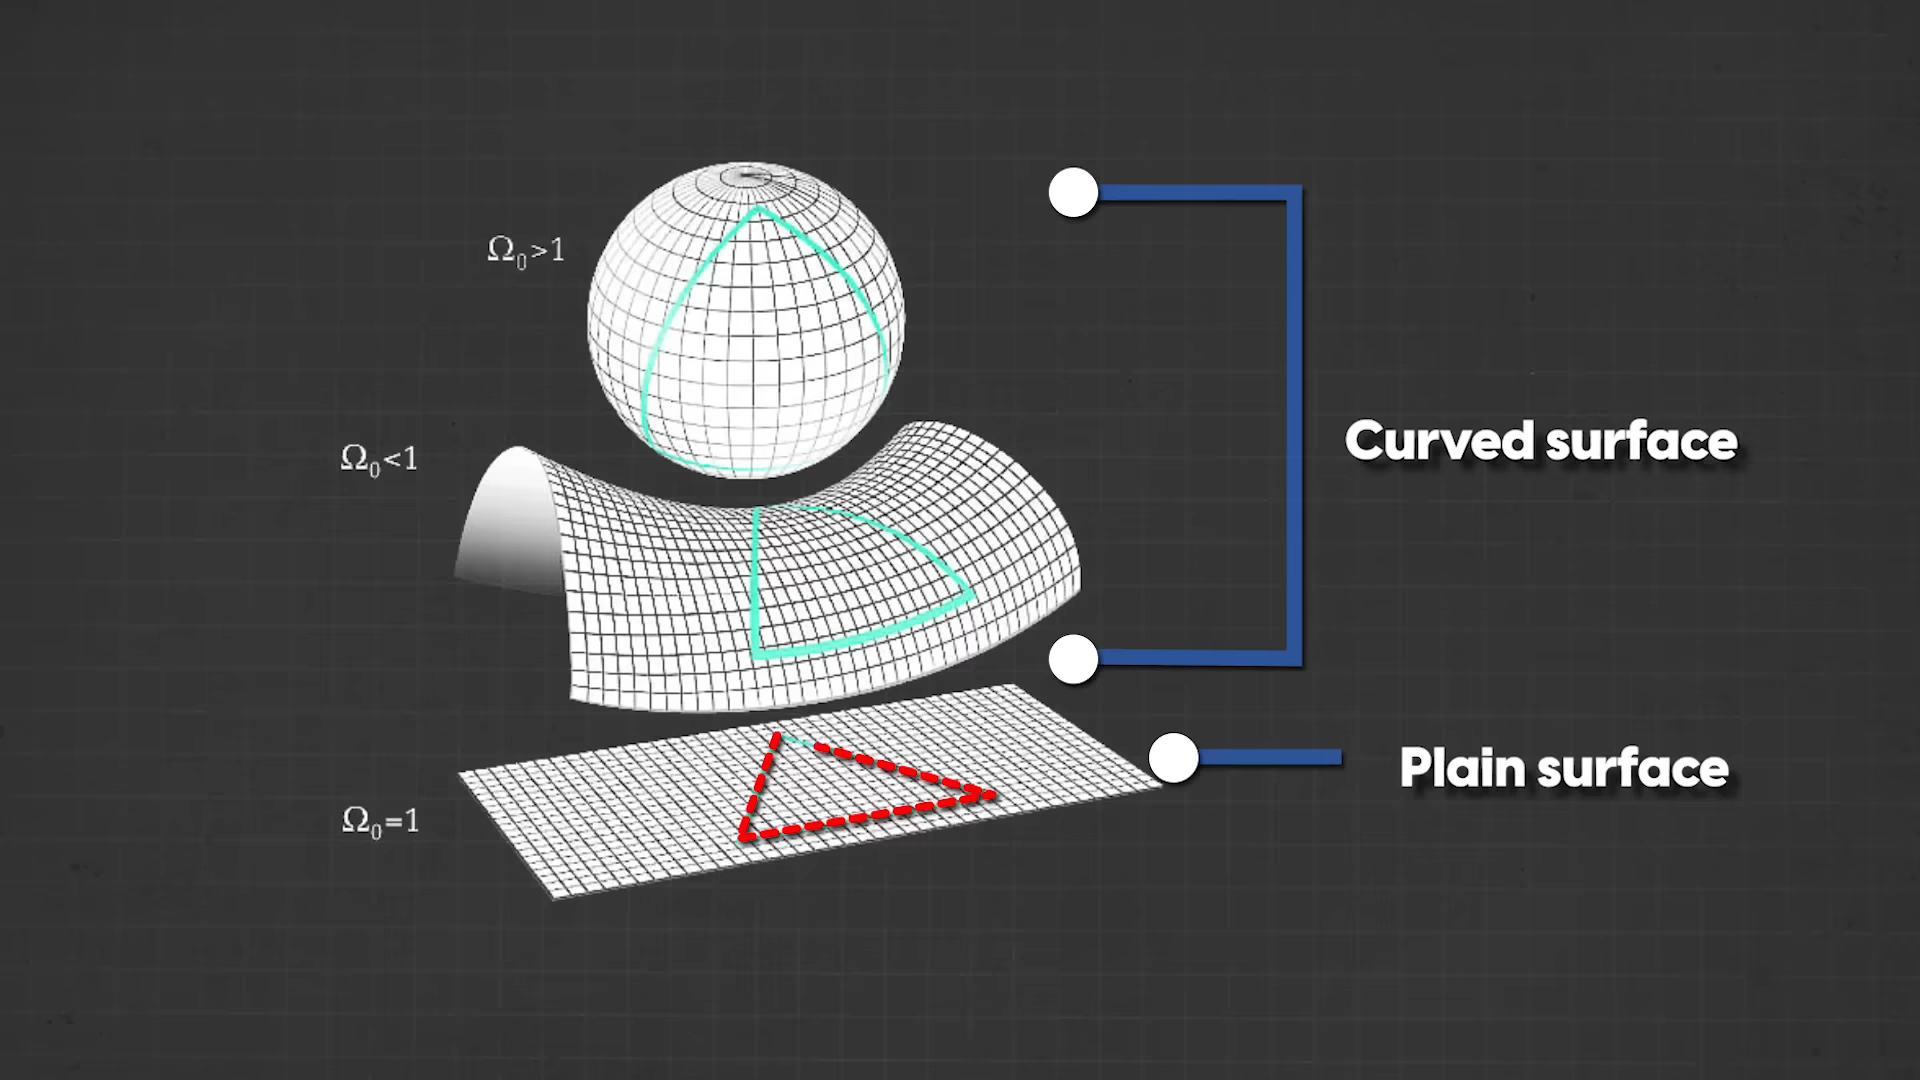 Ω₀>1
Ω₀<1
Curved surface
Plain surface
Ω₀=1